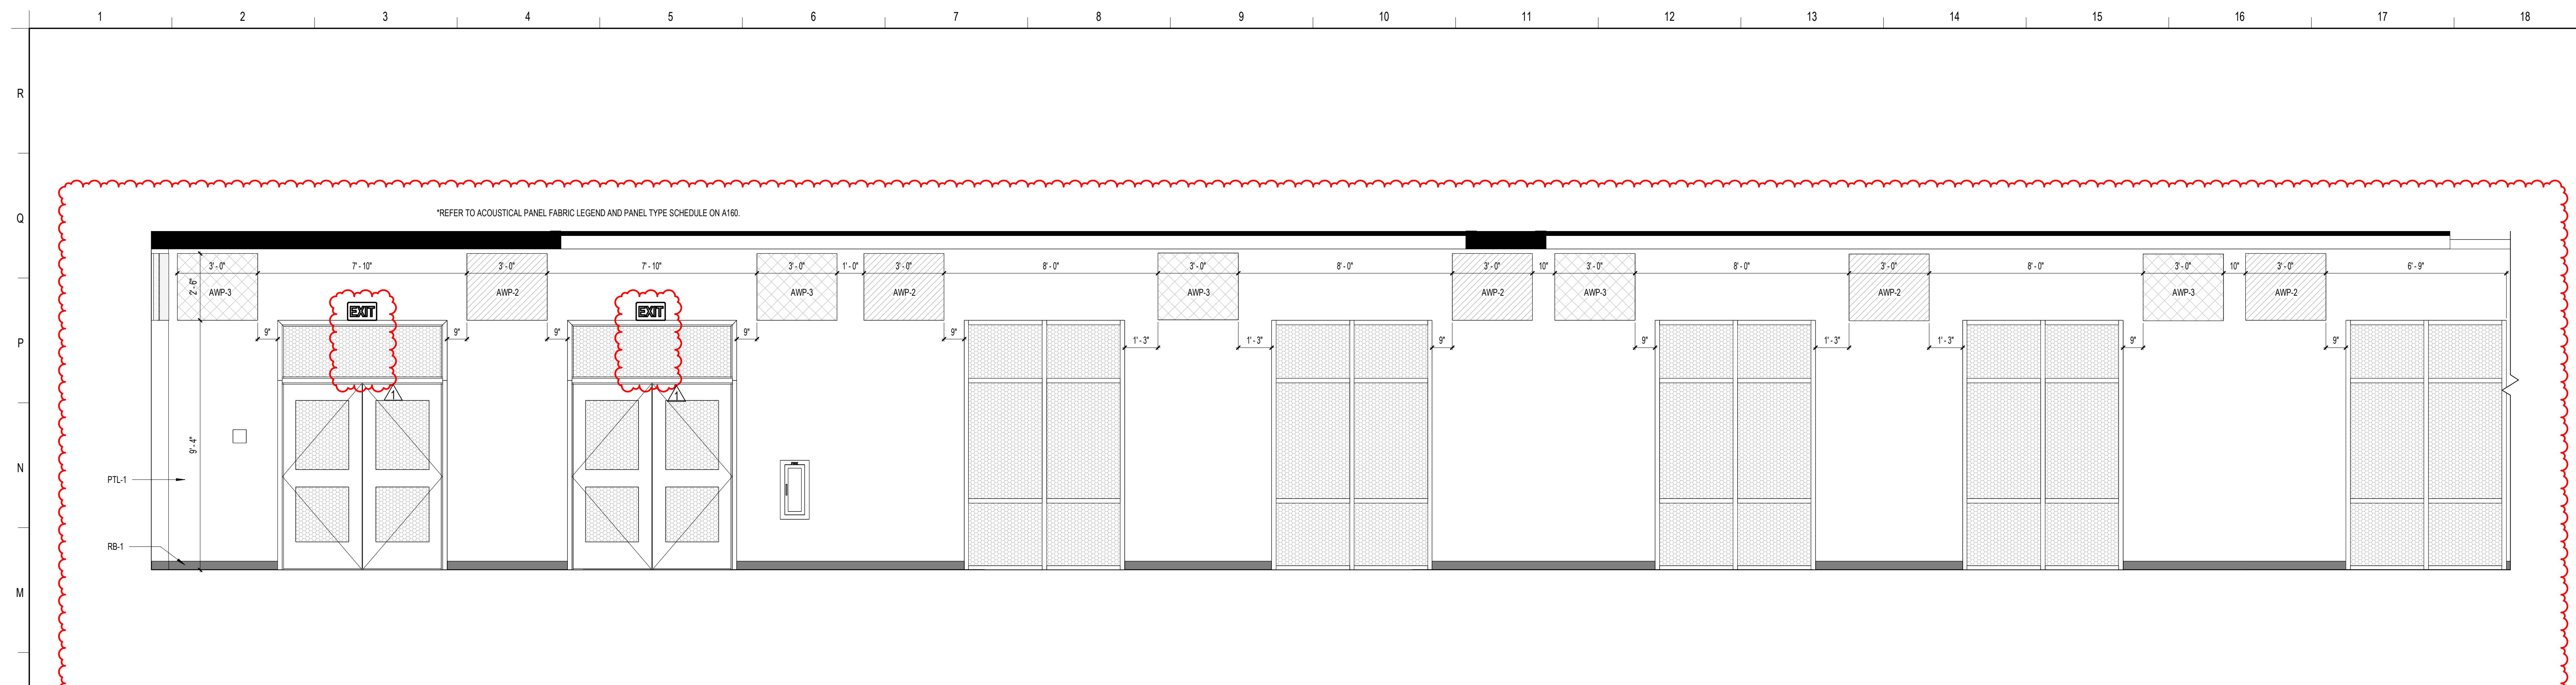 1 2 3 4 5 6 7 8 9 10 11 12 13 14 15 16 17 18
R
Q
*REFER TO ACOUSTICAL PANEL FABRIC LEGEND AND PANEL TYPE SCHEDULE ON A160.
3' - 0" 7' - 10" 3' - 0" 7' - 10" 3' - 0" 1' - 0" 3' - 0" 8' - 0" 3' - 0" 8' - 0" 3' - 0" 10" 3' - 0" 8' - 0" 3' - 0" 8' - 0" 3' - 0" 10" 3' - 0" 6' - 9"
2' - 6"
AWP-3 AWP-2 AWP-3 AWP-2 AWP-3 AWP-2 AWP-3 AWP-2 AWP-3 AWP-2
EXIT EXIT
9" 9" 9" 9" 9" 1' - 3" 1' - 3" 9" 9" 1' - 3" 1' - 3" 9" 9"
P
1 1
9' - 4"
N
PTL-1
RB-1
M